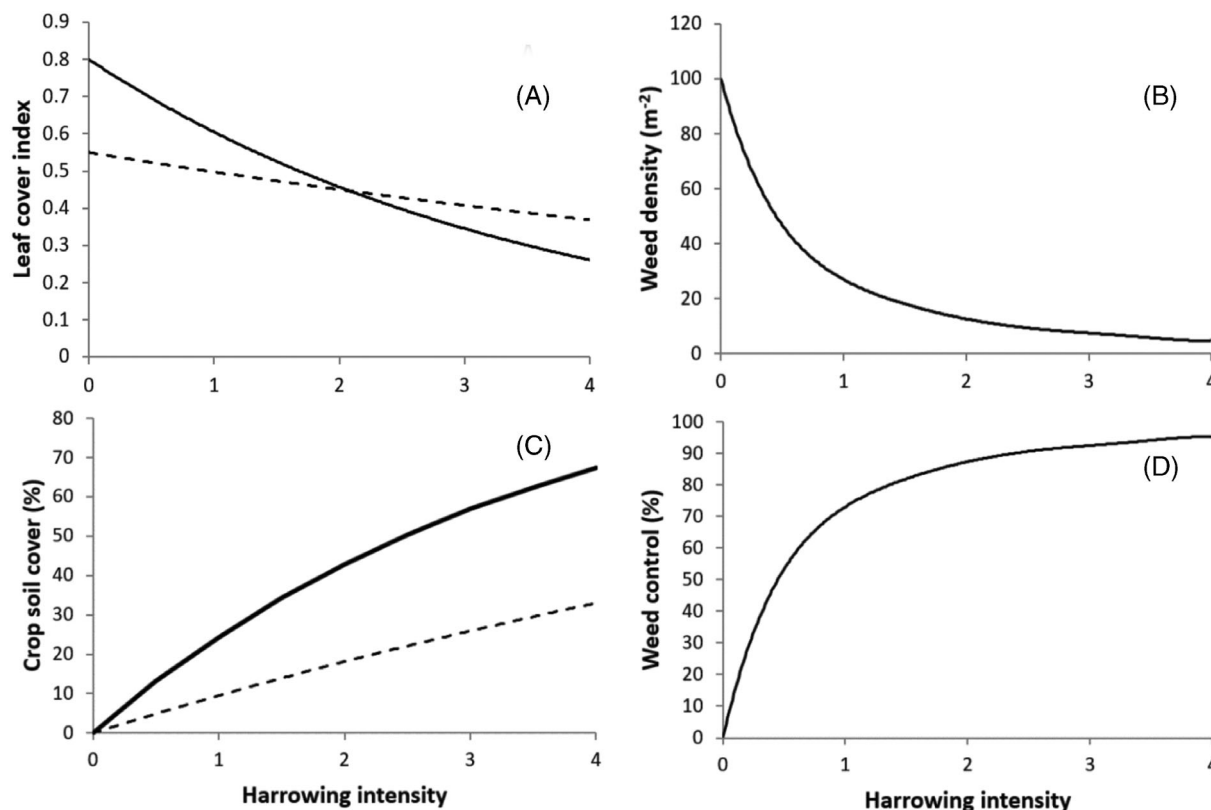 Leaf cover index
0.9
0.8
0.7
0.6
0.5
0.4
0.3
0.2
0.1
0
0 1 2 3 4
(A)
Weed density (m⁻²)
120
100
80
60
40
20
0
0 1 2 3 4
(B)
Crop soil cover (%)
80
70
60
50
40
30
20
10
0
0 1 2 3 4
(C)
Harrowing intensity
Weed control (%)
100
90
80
70
60
50
40
30
20
10
0
0 1 2 3 4
(D)
Harrowing intensity